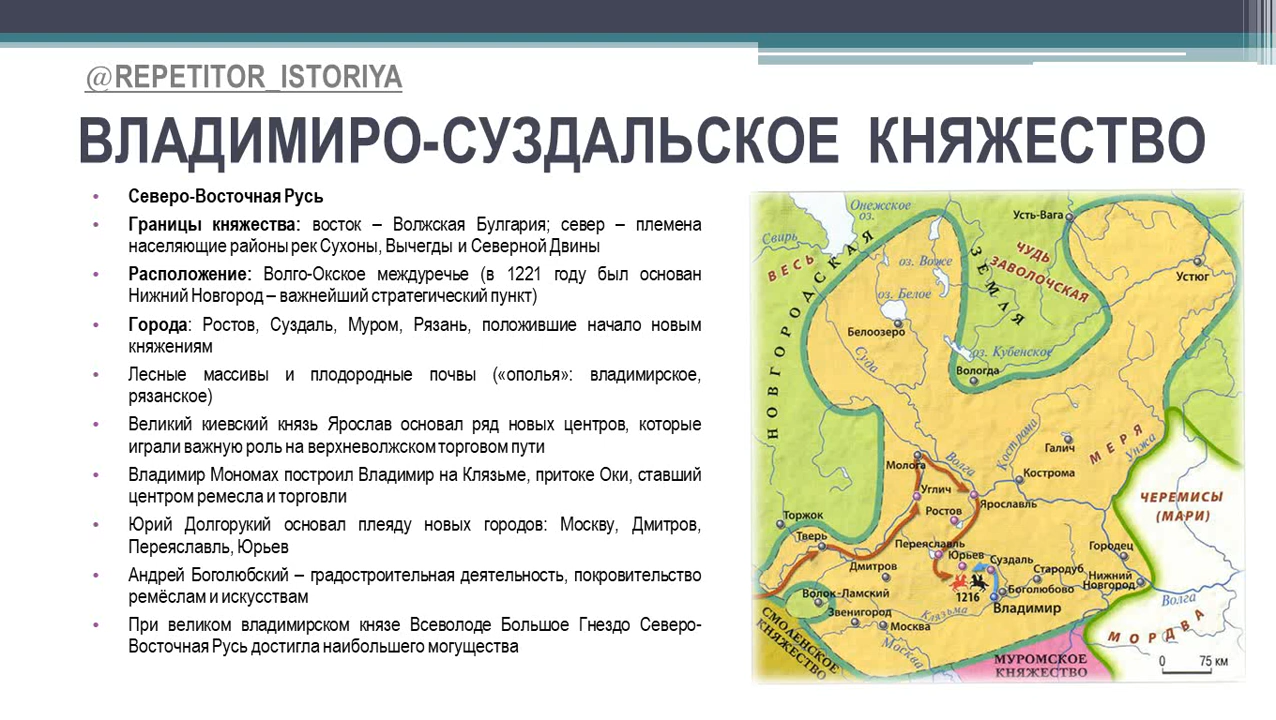 @REPETITOR_ISTORIYA
ВЛАДИМИРО-СУЗДАЛЬСКОЕ КНЯЖЕСТВО
• Северо-Восточная Русь
• Границы княжества: восток – Волжская Булгария; север – племена
населяющие районы рек Сухоны, Вычегды и Северной Двины
• Расположение: Волго-Окское междуречье (в 1221 году был основан
Нижний Новгород – важнейший стратегический пункт)
• Города: Ростов, Суздаль, Муром, Рязань, положившие начало новым
княжениям
• Лесные массивы и плодородные почвы («ополья»: владимирское,
рязанское)
• Великий киевский князь Ярослав основал ряд новых центров, которые
играли важную роль на верхневолжском торговом пути
• Владимир Мономах построил Владимир на Клязьме, притоке Оки, ставший
центром ремесла и торговли
• Юрий Долгорукий основал плеяду новых городов: Москву, Дмитров,
Переяславль, Юрьев
• Андрей Боголюбский – градостроительная деятельность, покровительство
ремёслам и искусствам
• При великом владимирском князе Всеволоде Большое Гнездо Северо-
Восточная Русь достигла наибольшего могущества
Онежское
оз.
Усть-Вага
Свирь
ВЕСЬ
НОВГОРОДСКАЯ
ЗЕМЛЯ
ЧУДЬ
ЗАВОЛОЧСКАЯ
оз. Воже
Устюг
оз. Белое
Белоозеро
Суда
оз. Кубенское
Вологда
Кострома
Галич
МЕРЯ
Унжа
Молога
Волга
Кострома
Углич
Ярославль
ЧЕРЕМИСЫ
(МАРИ)
Торжок
Ростов
Тверь
Переяславль
Юрьев
Городец
Дмитров
Суздаль
Стародуб
Нижний
Новгород
Волок-Ламский
1216
Боголюбово
Волга
Звенигород
Клязьма
Владимир
Москва
СМОЛЕНСКОЕ
КНЯЖЕСТВО
Москва
МУРОМСКОЕ
КНЯЖЕСТВО
МОРДВА
0 75 км